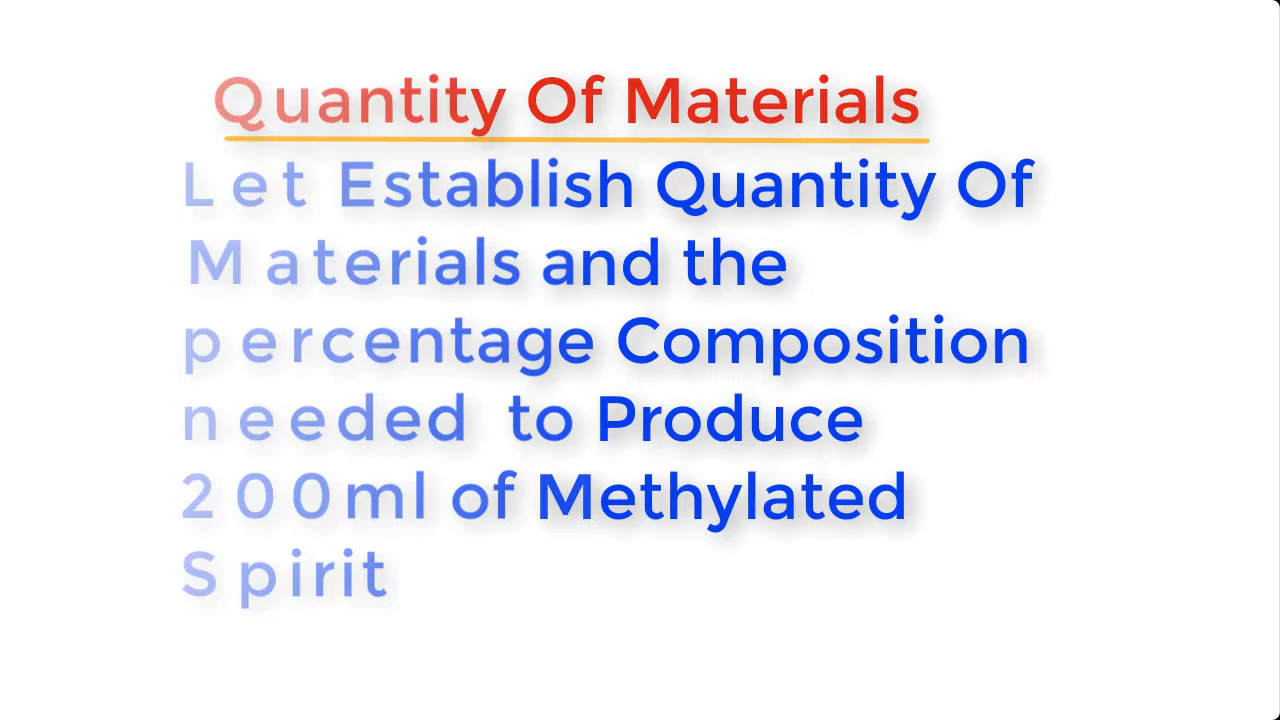 Quantity Of Materials
Let Establish Quantity Of
Materials and the
percentage Composition
needed to Produce
200ml of Methylated
Spirit